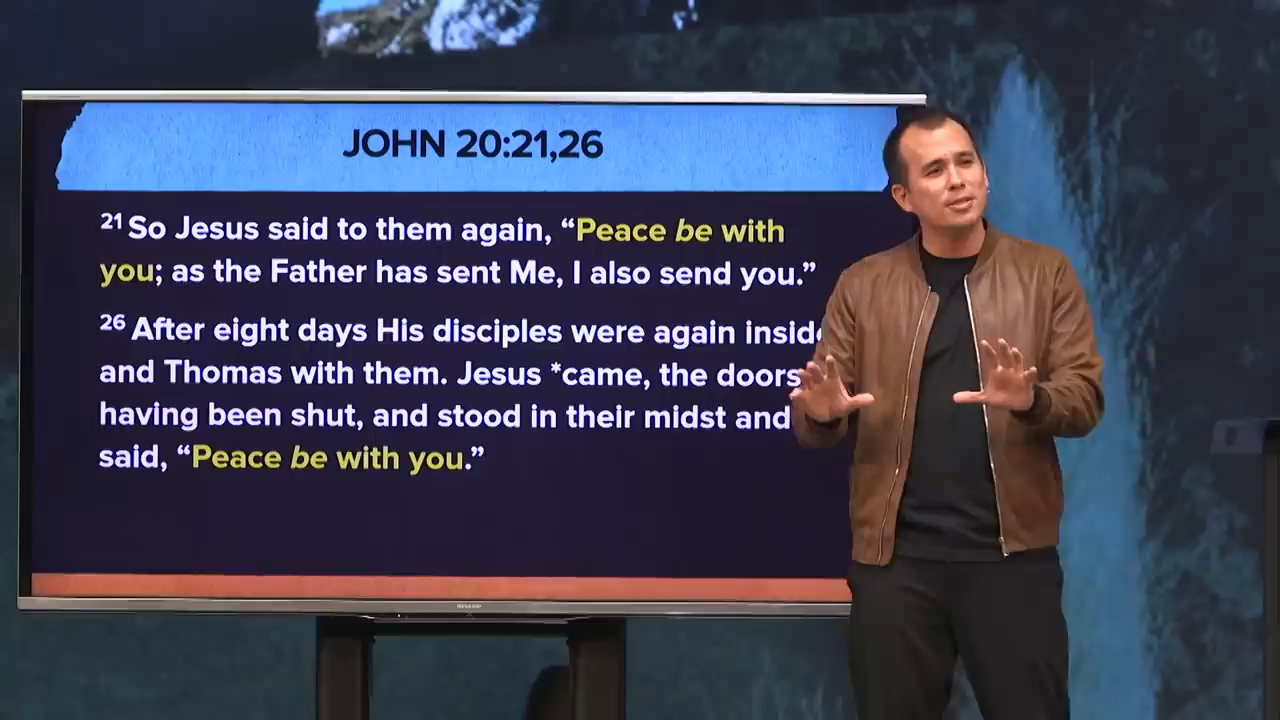 JOHN 20:21,26
21 So Jesus said to them again, “Peace be with
you; as the Father has sent Me, I also send you.”
26 After eight days His disciples were again
and Thomas with them. Jesus *came, the doors
having been shut, and stood in their midst and
said, “Peace be with you.”